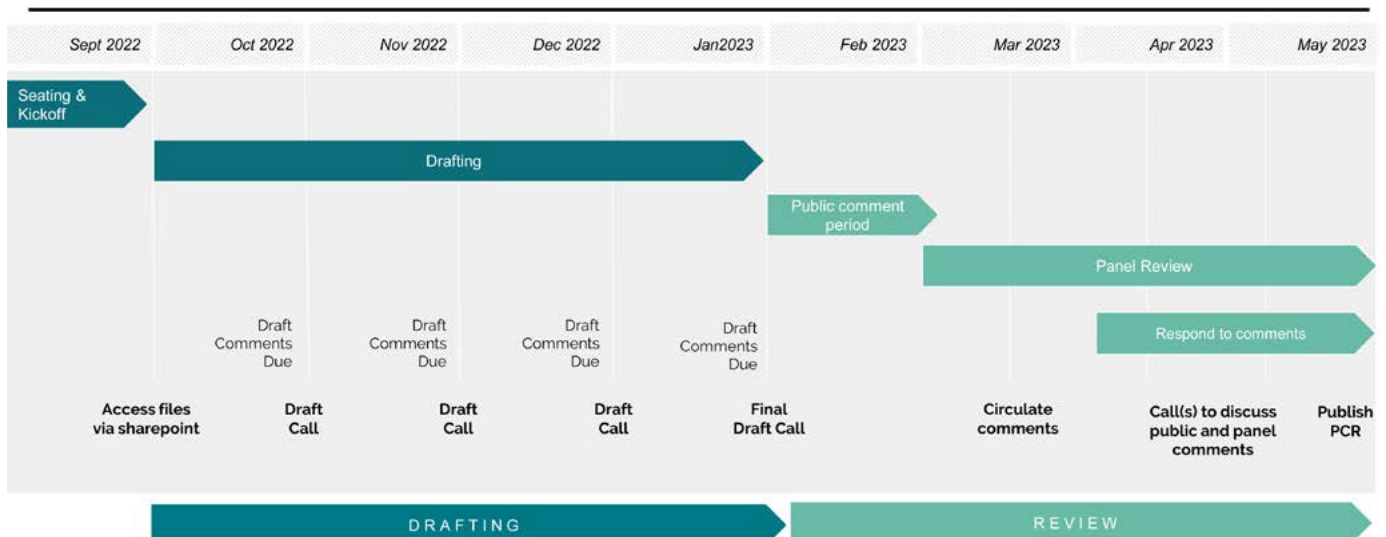 Sept 2022
Oct 2022
Nov 2022
Dec 2022
Jan2023
Feb 2023
Mar 2023
Apr 2023
May 2023
Seating &
Kickoff
Drafting
Public comment
period
Panel Review
Respond to comments
Draft
Comments
Due
Draft
Comments
Due
Draft
Comments
Due
Draft
Comments
Due
Access files
via sharepoint
Draft
Call
Draft
Call
Draft
Call
Final
Draft Call
Circulate
comments
Call(s) to discuss
public and panel
comments
Publish
PCR
DRAFTING
REVIEW